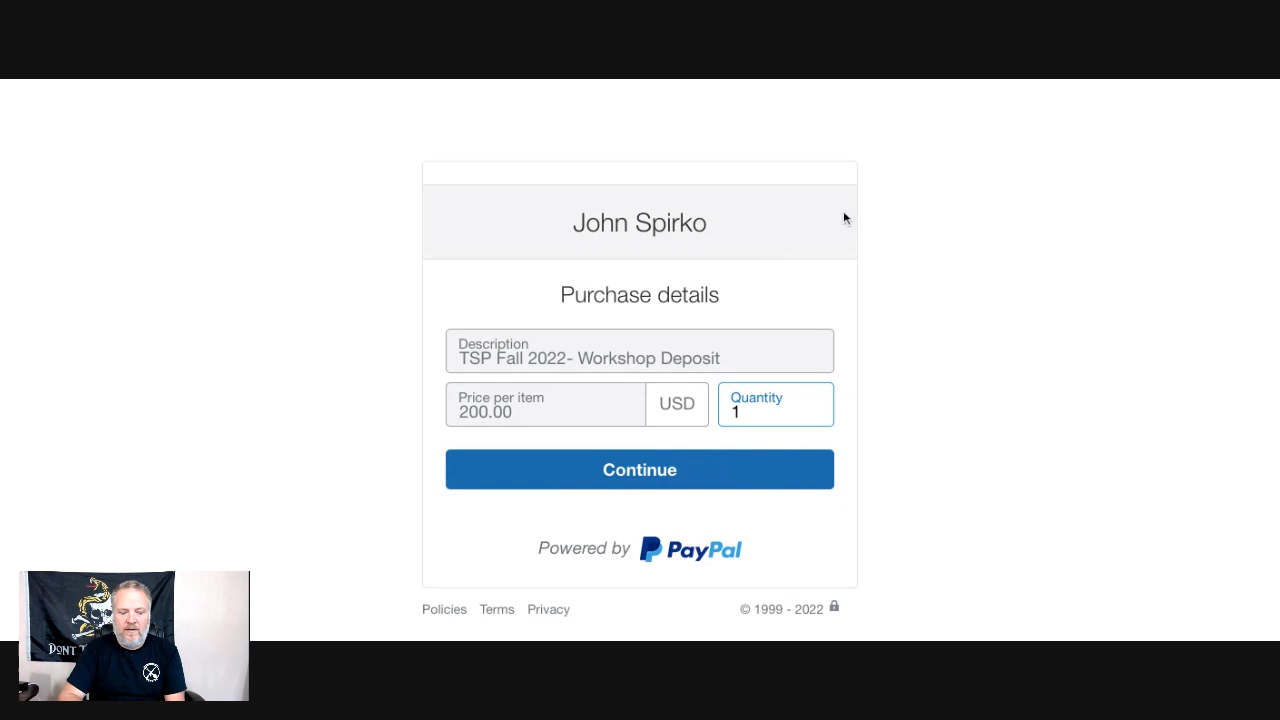 John Spirko
Purchase details
Description
TSP Fall 2022- Workshop Deposit
Price per item
200.00
USD
Quantity
1
Continue
Powered by PayPal
Policies Terms Privacy
© 1999 - 2022
DONT